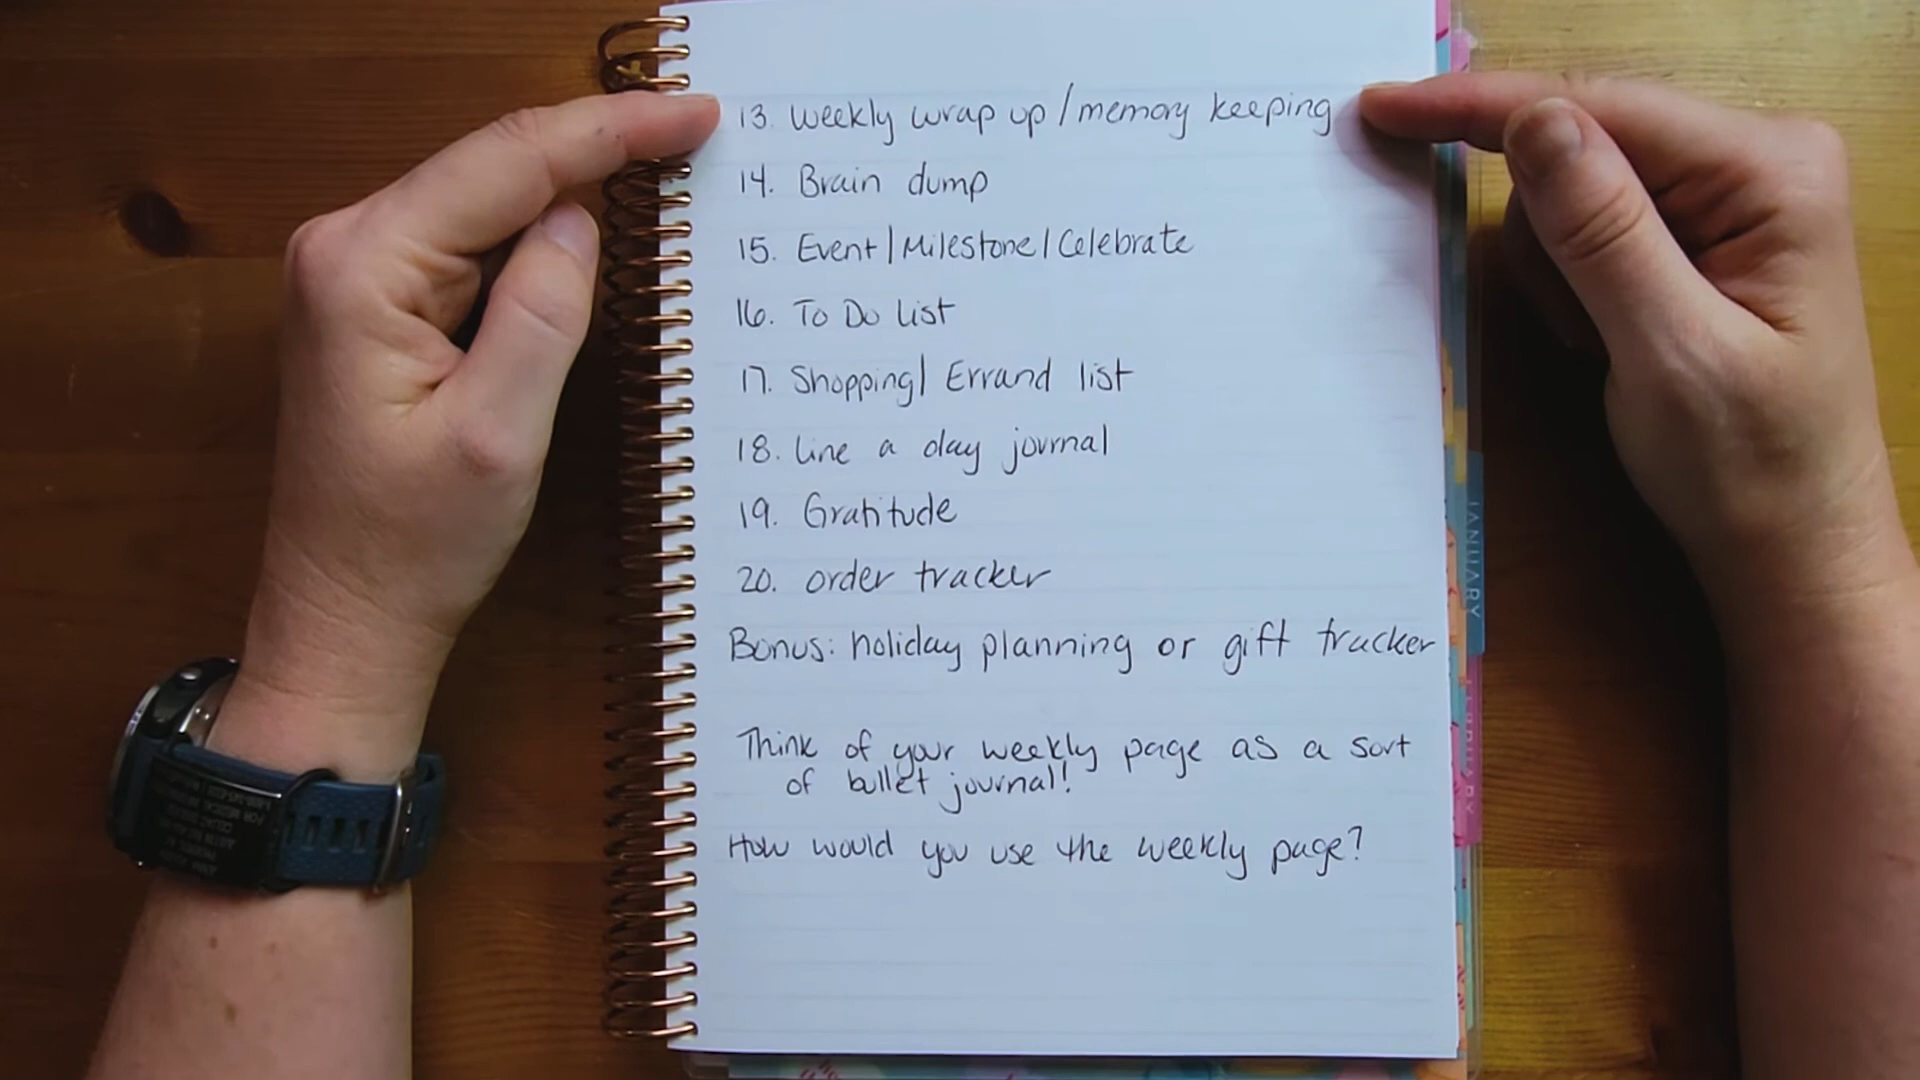 13. Weekly wrap up/memory keeping
14. Brain dump
15. Event|Milestone|Celebrate
16. To Do List
17. Shopping| Errand list
18. Line a day journal
19. Gratitude
20. order tracker
Bonus: holiday planning or gift tracker
Think of your weekly page as a sort
of bullet journal!
How would you use the weekly page?
JANUARY